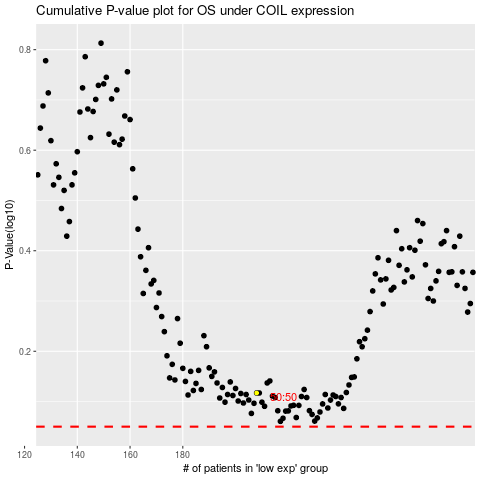 Cumulative P-value plot for OS under COIL expression
P-Value(log10)
0.8
0.6
0.4
0.2
50:50
120 140 160 180
# of patients in 'low exp' group